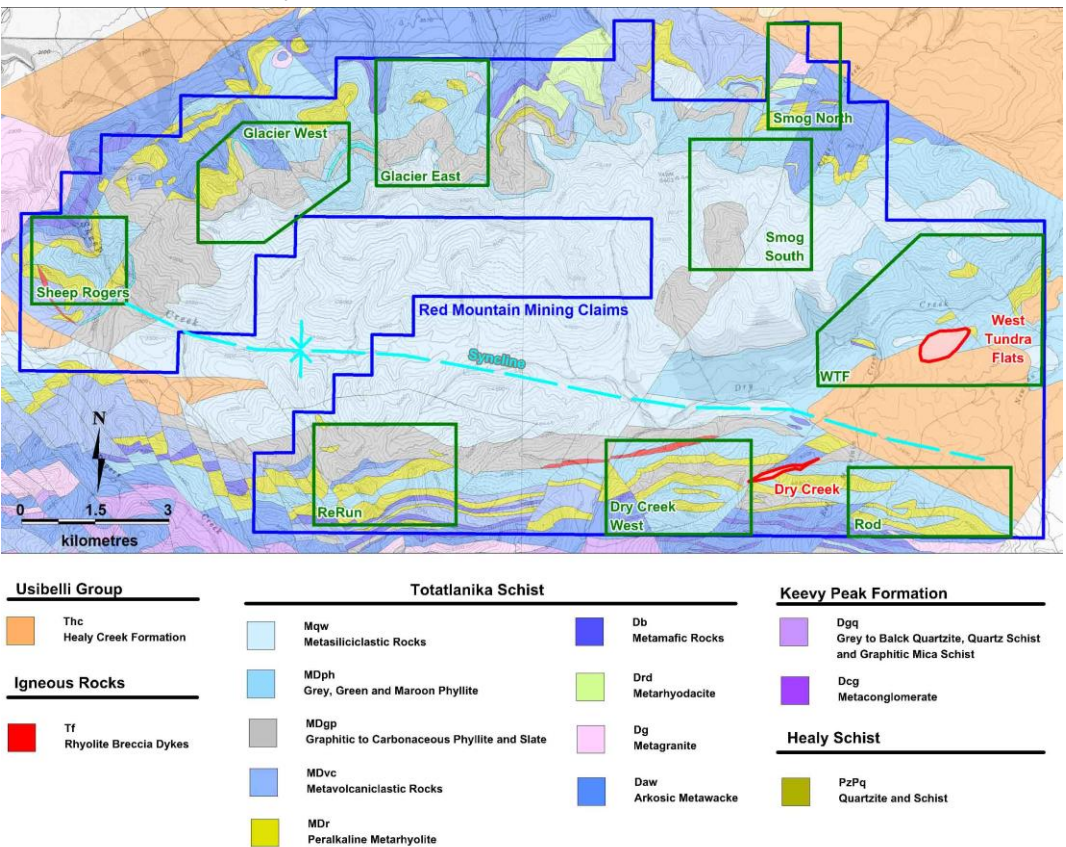 Glacier West
Glacier East
Smog North
Smog South
Sheep Rogers
Creek
Red Mountain Mining Claims
Syncline
Creek
West
Tundra
Flats
WTF
Dry
N
0 1.5 3
kilometres
Creek
ReRun
Dry Creek
West
Dry Creek
Rod
Usibelli Group
Thc
Healy Creek Formation
Igneous Rocks
Tf
Rhyolite Breccia Dykes
Totatlanika Schist
Mqw
Metasiliciclastic Rocks
MDph
Grey, Green and Maroon Phyllite
MDgp
Graphitic to Carbonaceous Phyllite and Slate
MDvc
Metavolcaniclastic Rocks
MDr
Peralkaline Metarhyolite
Db
Metamafic Rocks
Drd
Metarhyodacite
Dg
Metagranite
Daw
Arkosic Metawacke
Keevy Peak Formation
Dgq
Grey to Balck Quartzite, Quartz Schist
and Graphitic Mica Schist
Dcg
Metaconglomerate
Healy Schist
PzPq
Quartzite and Schist